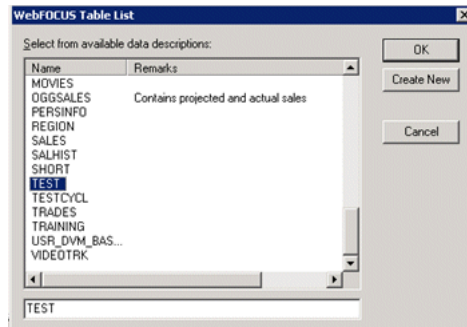 WebFOCUS Table List
Select from available data descriptions:
Name Remarks
MOVIES
OGGSALES Contains projected and actual sales
PERSINFO
REGION
SALES
SALHIST
SHORT
TEST
TESTCYCL
TRADES
TRAINING
USR_DVM_BAS...
VIDEOTRK
TEST
OK
Create New
Cancel